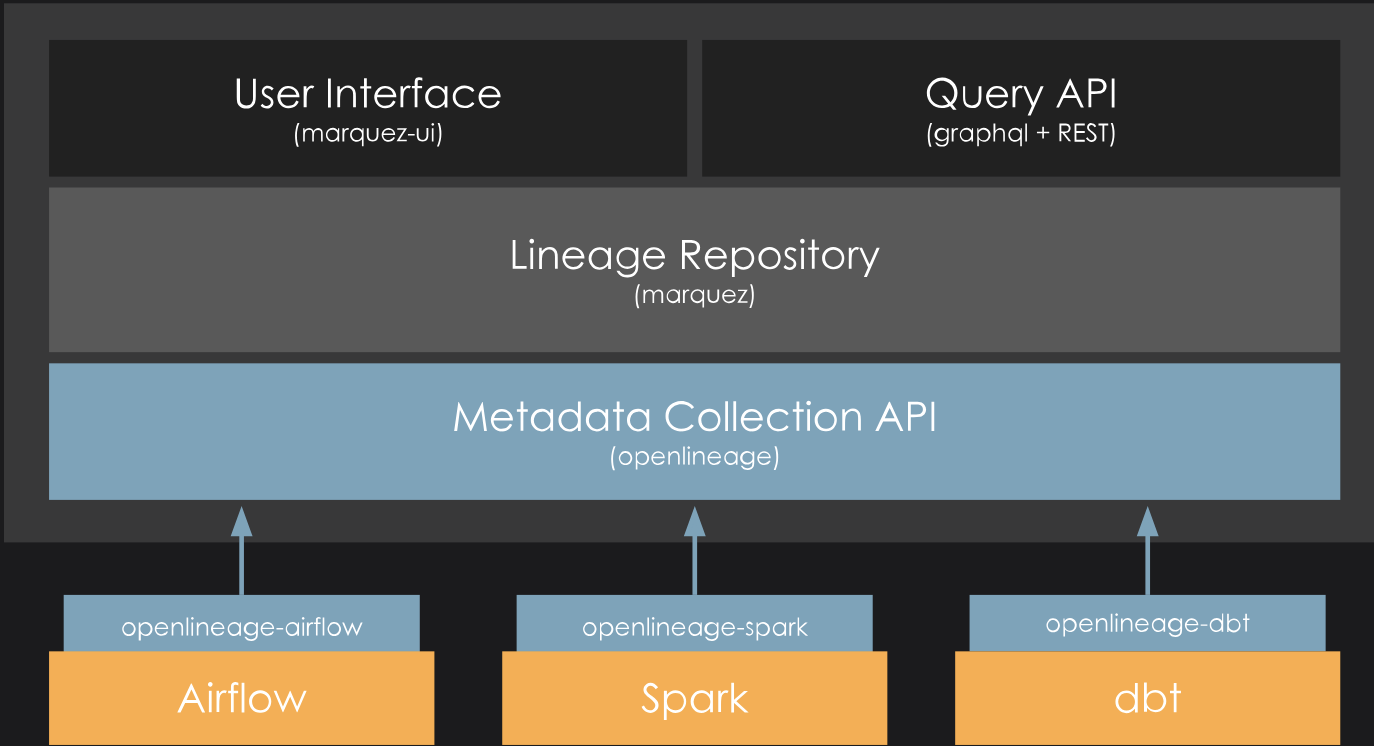 User Interface
(marquez-ui)
Query API
(graphql + REST)
Lineage Repository
(marquez)
Metadata Collection API
(openlineage)
openlineage-airflow
openlineage-spark
openlineage-dbt
Airflow
Spark
dbt